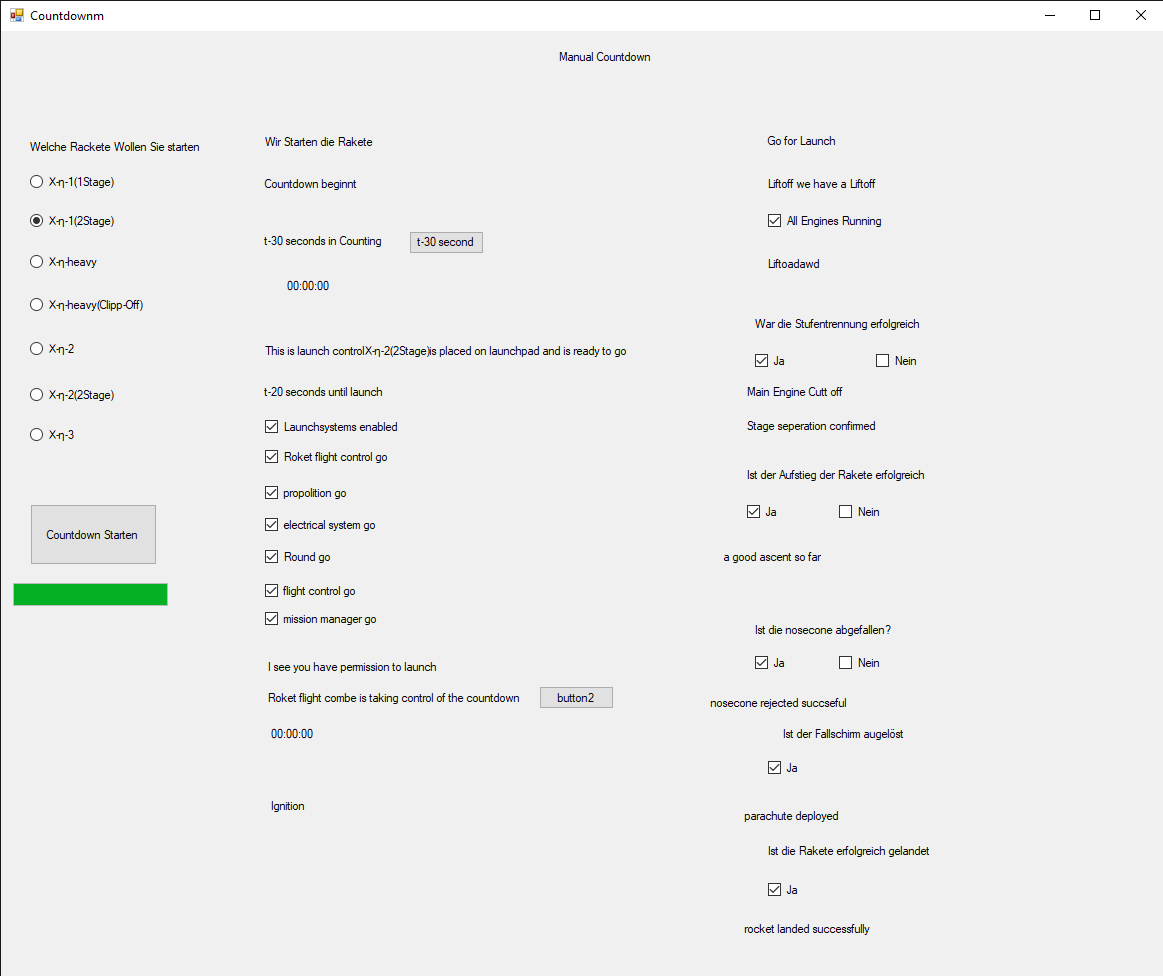 Countdownm
Manual Countdown
Welche Rackete Wollen Sie starten
X-η-1(1Stage)
X-η-1(2Stage)
X-η-heavy
X-η-heavy(Clipp-Off)
X-η-2
X-η-2(2Stage)
X-η-3
Countdown Starten
Wir Starten die Rakete
Countdown beginnt
t-30 seconds in Counting
t-30 second
00:00:00
This is launch controlX-η-2(2Stage)is placed on launchpad and is ready to go
t-20 seconds until launch
Launchsystems enabled
Roket flight control go
propolition go
electrical system go
Round go
flight control go
mission manager go
I see you have permission to launch
Roket flight combe is taking control of the countdown
button2
00:00:00
Ignition
Go for Launch
Liftoff we have a Liftoff
All Engines Running
Liftoadawd
War die Stufentrennung erfolgreich
Ja Nein
Main Engine Cutt off
Stage seperation confirmed
Ist der Aufstieg der Rakete erfolgreich
Ja Nein
a good ascent so far
Ist die nosecone abgefallen?
Ja Nein
nosecone rejected succseful
Ist der Fallschirm augelöst
Ja
parachute deployed
Ist die Rakete erfolgreich gelandet
Ja
rocket landed successfully